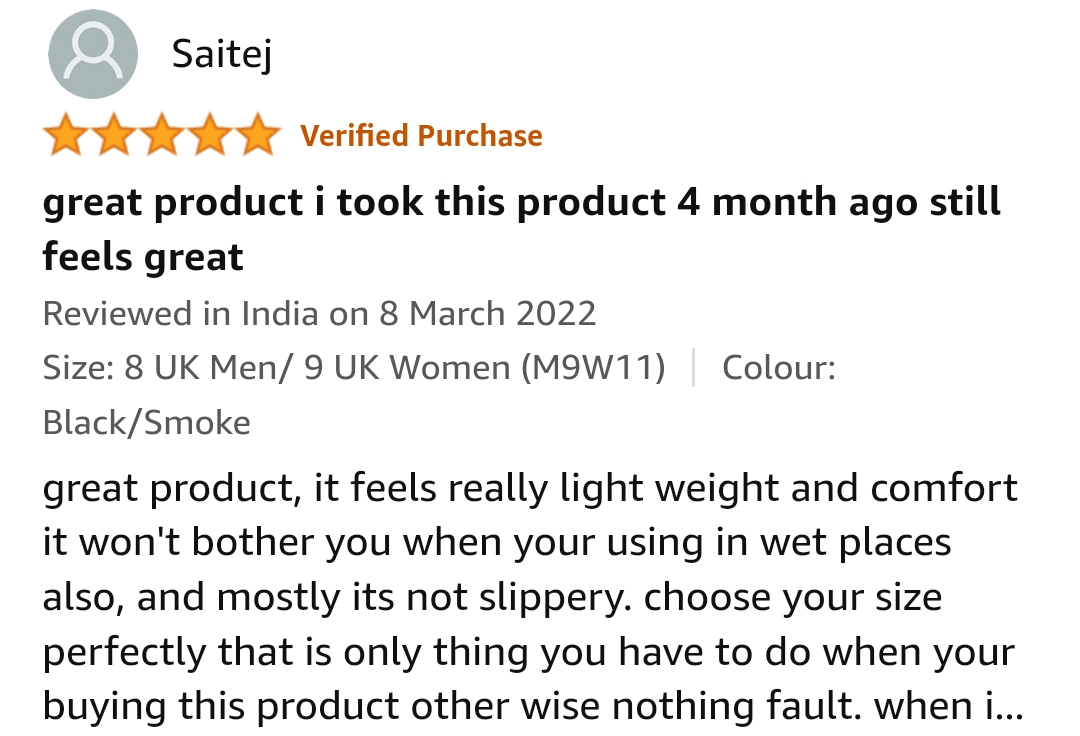 Saitej
Verified Purchase
great product i took this product 4 month ago still
feels great
Reviewed in India on 8 March 2022
Size: 8 UK Men/ 9 UK Women (M9W11) | Colour:
Black/Smoke
great product, it feels really light weight and comfort
it won't bother you when your using in wet places
also, and mostly its not slippery. choose your size
perfectly that is only thing you have to do when your
buying this product other wise nothing fault. when i...